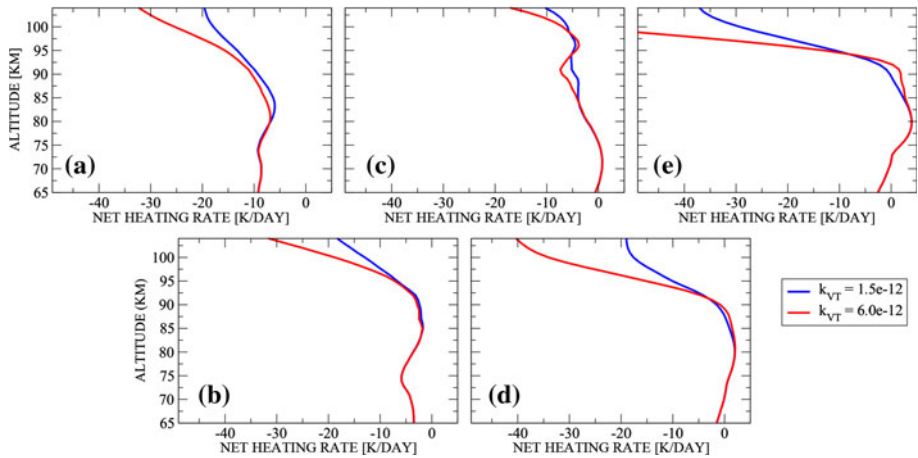 ALTITUDE [KM]
100
95
90
85
80
75
70
65
(a)
-40 -30 -20 -10 0
NET HEATING RATE [K/DAY]
(c)
-40 -30 -20 -10 0
NET HEATING RATE [K/DAY]
(e)
-40 -30 -20 -10 0
NET HEATING RATE [K/DAY]
ALTITUDE (KM)
100
95
90
85
80
75
70
65
(b)
-40 -30 -20 -10 0
NET HEATING RATE [K/DAY]
(d)
-40 -30 -20 -10 0
NET HEATING RATE [K/DAY]
k_VT = 1.5e-12
k_VT = 6.0e-12